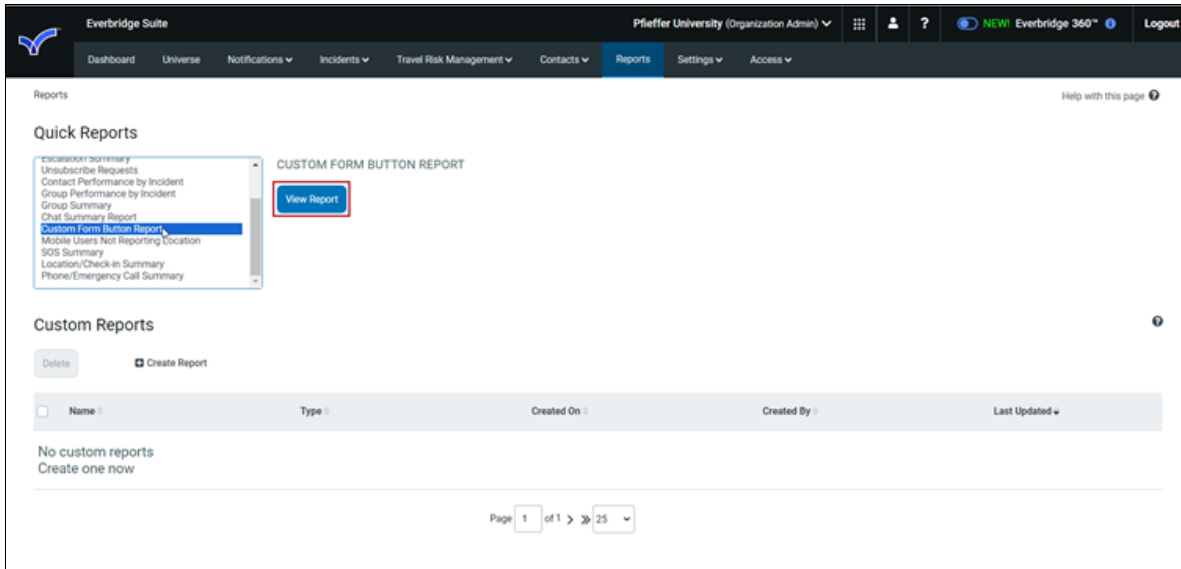 Everbridge Suite
Pfieffer University (Organization Admin)
? NEW! Everbridge 360™ Logout
Dashboard Universe Notifications Incidents Travel Risk Management Contacts Reports Settings Access
Reports
Help with this page ?
Quick Reports
Escalation Summary
Unsubscribe Requests
Contact Performance by Incident
Group Performance by Incident
Group Summary
Chat Summary Report
Custom Form Button Report
Mobile Users Not Reporting Location
SOS Summary
Location/Check-in Summary
Phone/Emergency Call Summary
CUSTOM FORM BUTTON REPORT
View Report
Custom Reports
?
Delete Create Report
Name Type Created On Created By Last Updated
No custom reports
Create one now
Page 1 of 1 25